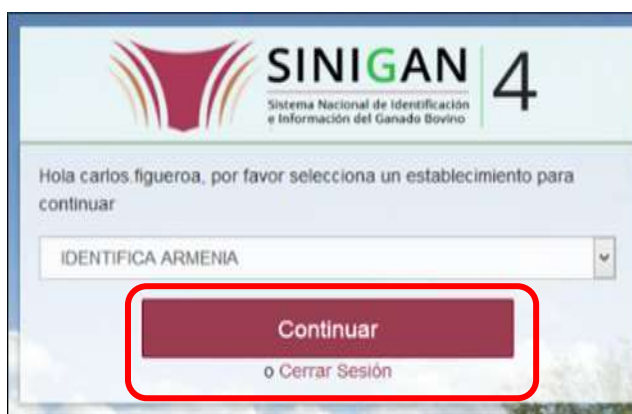 SINIGAN 4
Sistema Nacional de Identificación
e Información del Ganado Bovino
Hola carlos.figueroa, por favor selecciona un establecimiento para
continuar
IDENTIFICA ARMENIA
Continuar
o Cerrar Sesión